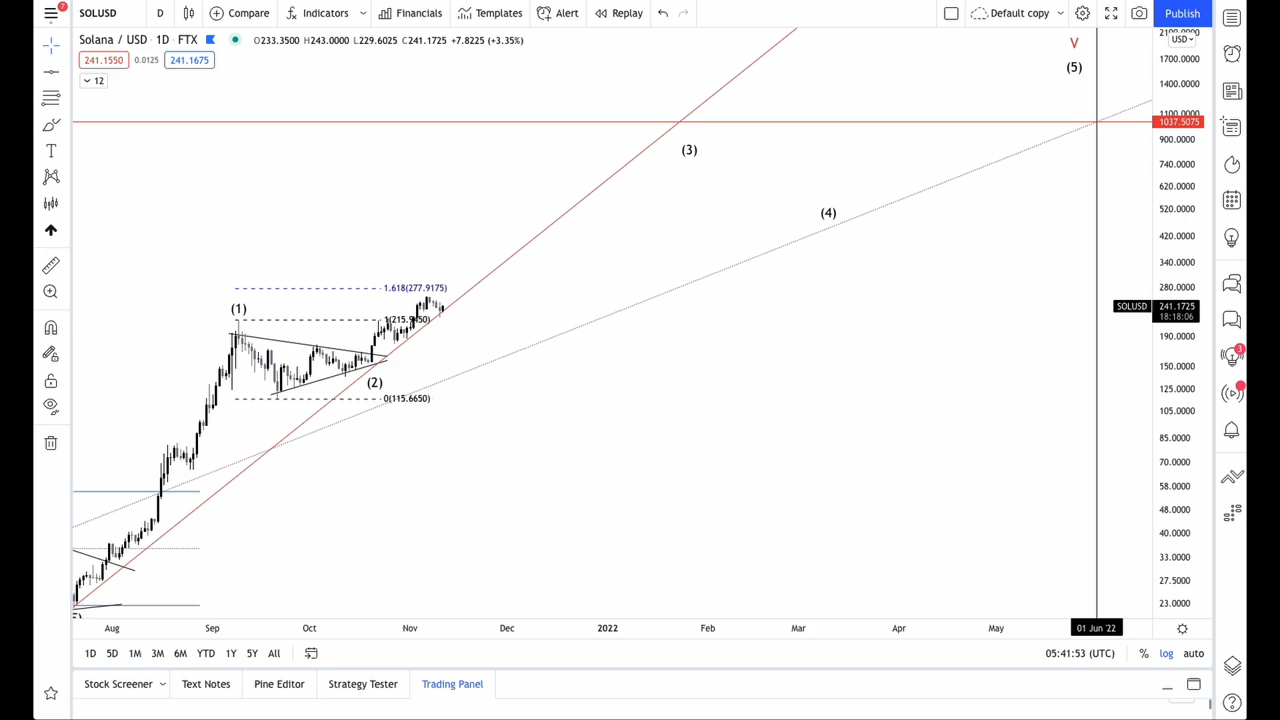 7
SOLUSD
D
Compare
Indicators
Financials
Templates
Alert
Replay
Default copy
Publish
Solana / USD · 1D · FTX
O233.3500 H243.0000 L229.6025 C241.1725 +7.8225 (+3.35%)
241.1550
0.0125
241.1675
12
USD
V
(5)
(3)
(4)
(1)
(2)
1.618(277.9175)
0(115.6650)
1700.0000
1400.0000
1037.5075
900.0000
740.0000
620.0000
520.0000
420.0000
340.0000
280.0000
SOLUSD
241.1725
18:18:06
190.0000
150.0000
125.0000
105.0000
85.0000
70.0000
58.0000
48.0000
40.0000
33.0000
27.5000
23.0000
3
Aug
Sep
Oct
Nov
Dec
2022
Feb
Mar
Apr
May
01 Jun '22
1D
5D
1M
3M
6M
YTD
1Y
5Y
All
05:41:53 (UTC)
%
log
auto
Stock Screener
Text Notes
Pine Editor
Strategy Tester
Trading Panel